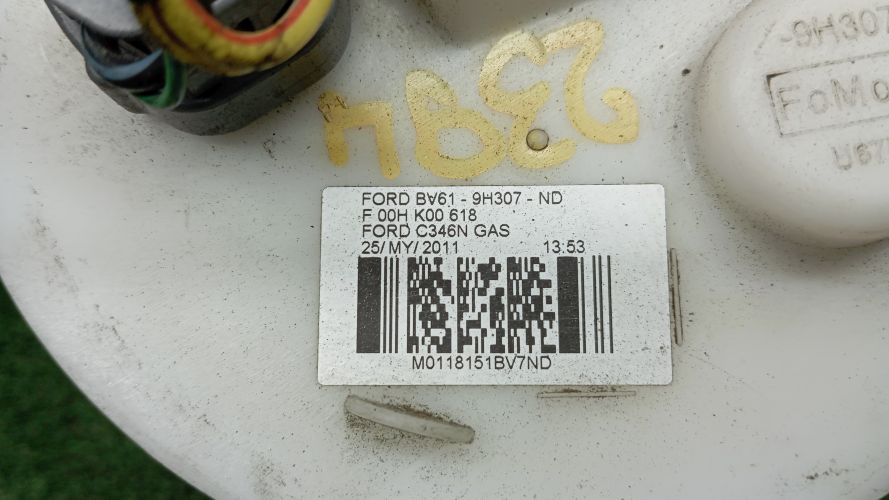 -9H307
FoMo
FORD BV61 - 9H307 - ND
F 00H K00 618
FORD C346N GAS
25/ MY/ 2011 13:53
M0118151BV7ND